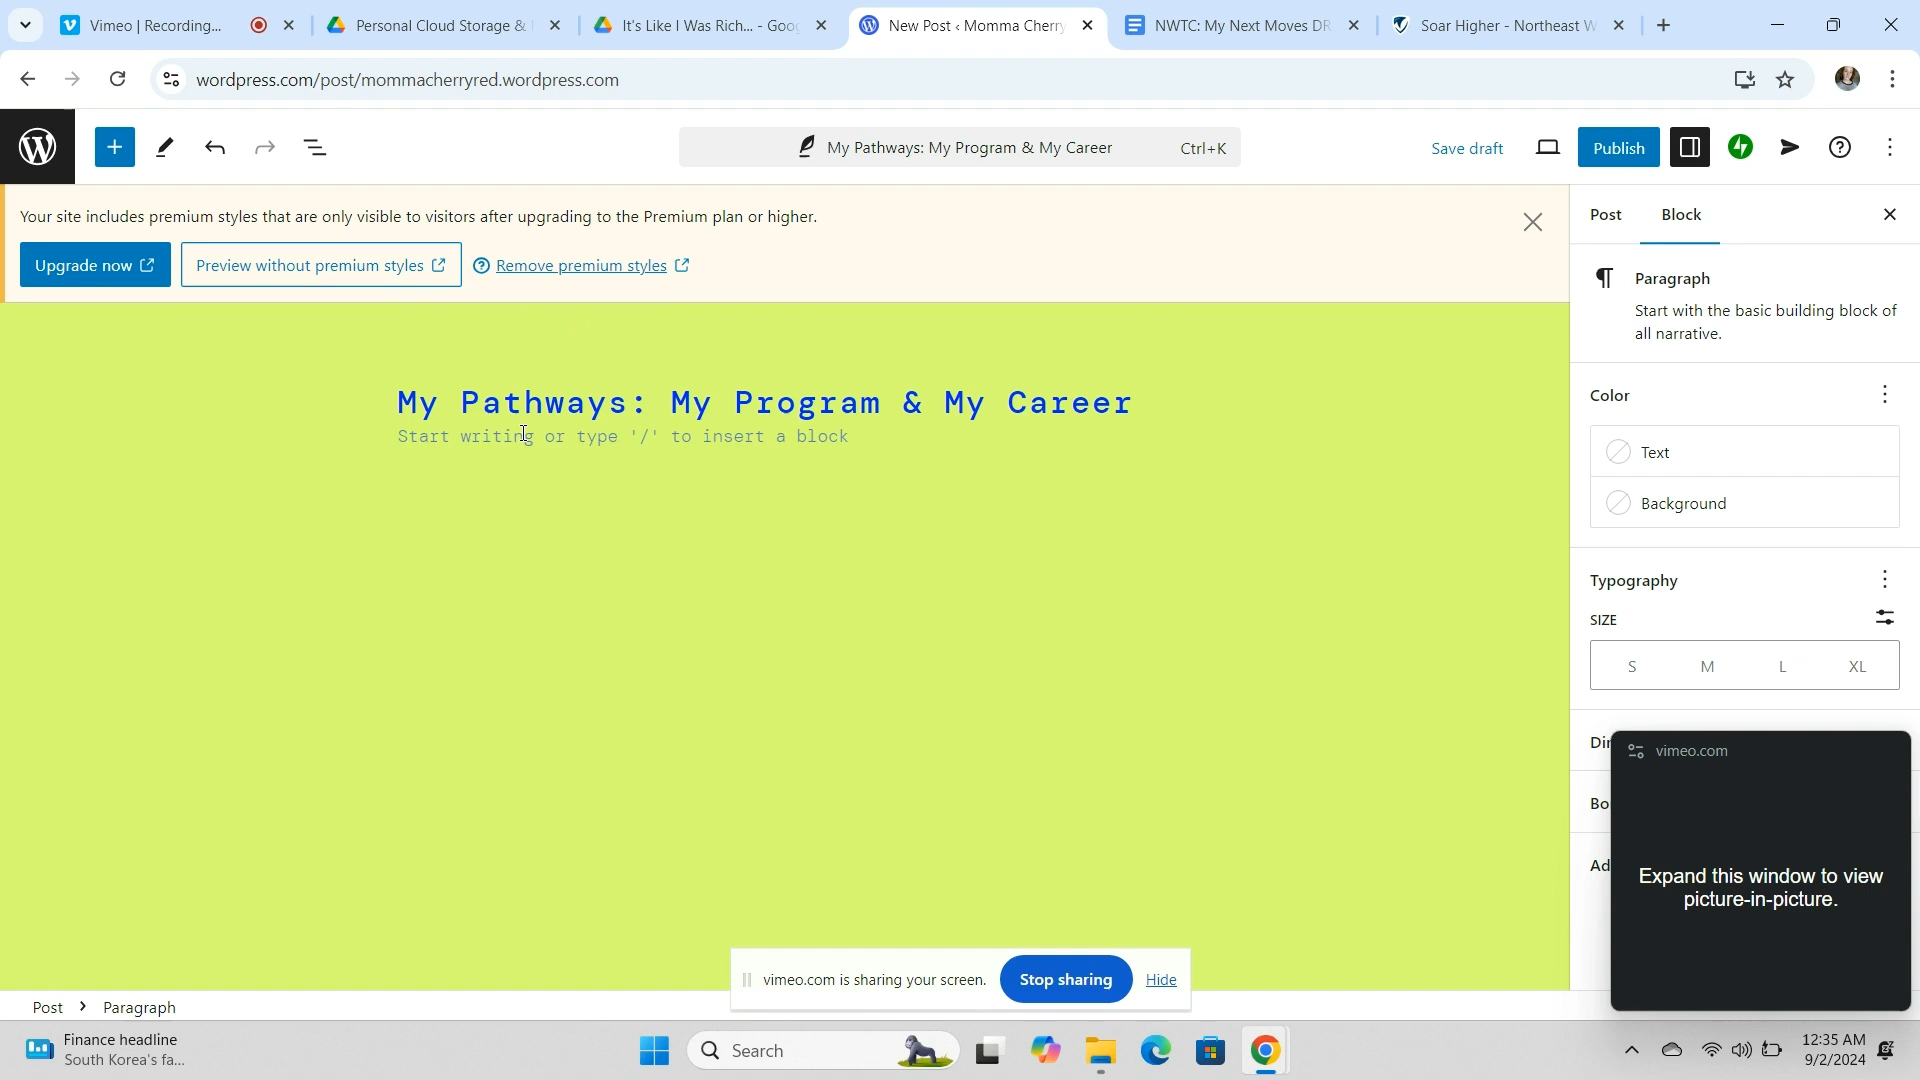 Vimeo | Recording...
Personal Cloud Storage &
It's Like I Was Rich... - Goo
New Post ‹ Momma Cherry
NWTC: My Next Moves DR
Soar Higher - Northeast W
wordpress.com/post/mommacherryred.wordpress.com
My Pathways: My Program & My Career
Ctrl+K
Save draft
Publish
Your site includes premium styles that are only visible to visitors after upgrading to the Premium plan or higher.
Upgrade now
Preview without premium styles
Remove premium styles
Post
Block
Paragraph
Start with the basic building block of
all narrative.
Color
Text
Background
Typography
SIZE
S M L XL
My Pathways: My Program & My Career
Start writing or type '/' to insert a block
Di
Bo
Ad
vimeo.com
Expand this window to view
picture-in-picture.
vimeo.com is sharing your screen.
Stop sharing
Hide
Post › Paragraph
Finance headline
South Korea's fa...
Search
12:35 AM
9/2/2024